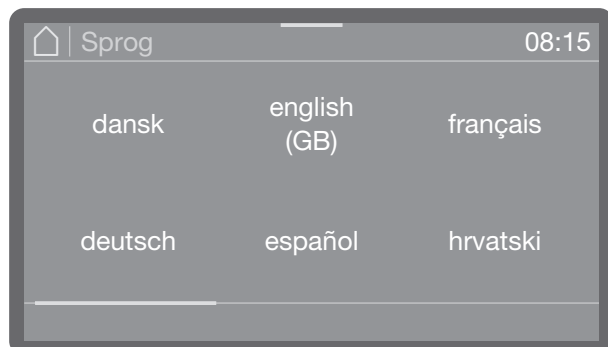 Sprog 08:15
dansk
english
(GB)
français
deutsch
español
hrvatski